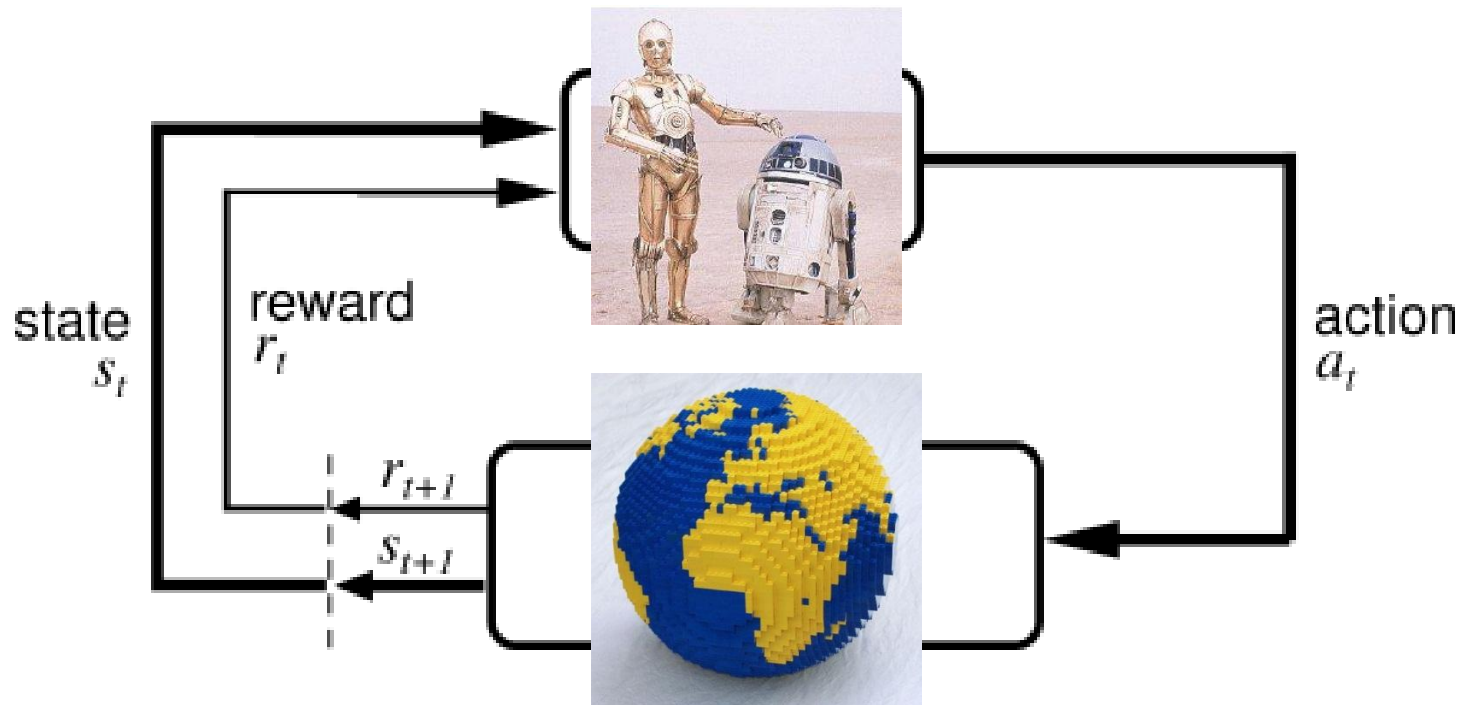 state
s_t
reward
r_t
action
a_t
r_{t+1}
s_{t+1}